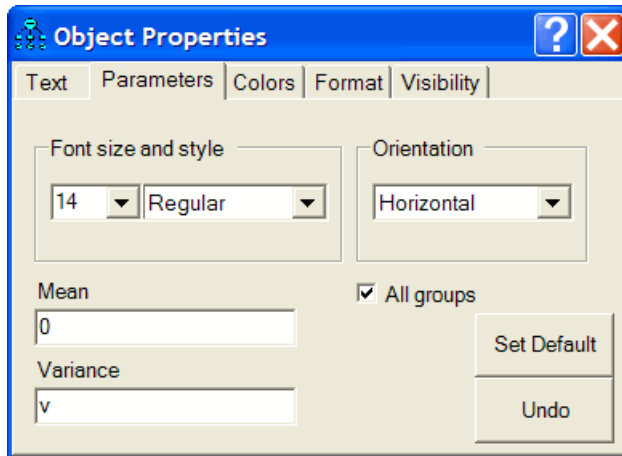 Object Properties
Text Parameters Colors Format Visibility
Font size and style
14 Regular
Orientation
Horizontal
Mean
0
All groups
Variance
v
Set Default
Undo